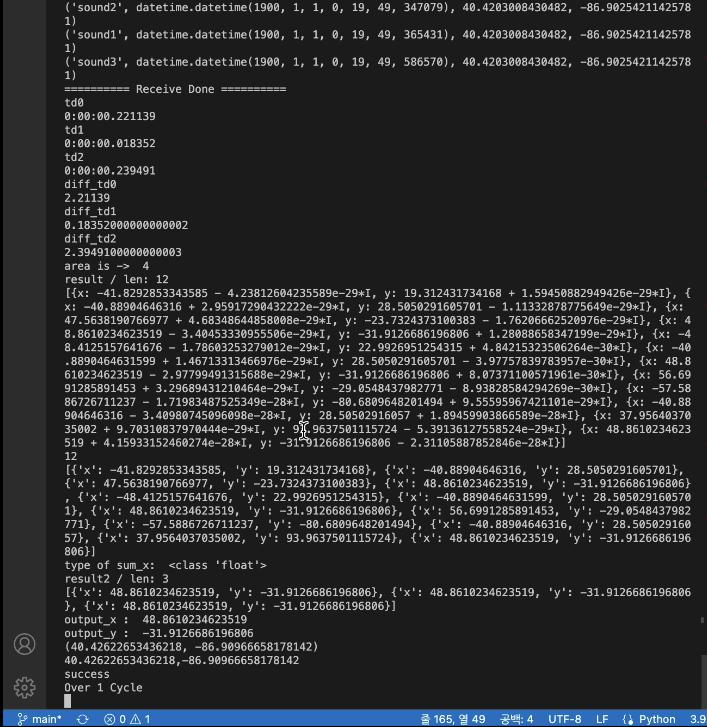 ('sound2', datetime.datetime(1900, 1, 1, 0, 19, 49, 347079), 40.4203008430482, -86.9025421142578
1)
('sound1', datetime.datetime(1900, 1, 1, 0, 19, 49, 365431), 40.4203008430482, -86.9025421142578
1)
('sound3', datetime.datetime(1900, 1, 1, 0, 19, 49, 586570), 40.4203008430482, -86.9025421142578
1)
========== Receive Done ==========
td0
0:00:00.221139
td1
0:00:00.018352
td2
0:00:00.239491
diff_td0
2.21139
diff_td1
0.18352000000000002
diff_td2
2.3949100000000003
area is -> 4
result / len: 12
[{x: -41.8292853343585 - 4.23812604235589e-29*I, y: 19.312431734168 + 1.59450882949426e-29*I}, {
x: -40.88904646316 + 2.95917290432222e-29*I, y: 28.5050291605701 - 1.11332878775649e-29*I}, {x:
47.5638190766977 + 4.68348644858008e-29*I, y: -23.7324373100383 - 1.76206662520976e-29*I}, {x: 4
8.8610234623519 - 3.40453330955506e-29*I, y: -31.9126686196806 + 1.28088658347199e-29*I}, {x: -4
8.4125157641676 - 1.78603253279012e-29*I, y: 22.9926951254315 + 4.84215323506264e-30*I}, {x: -40
.8890464631599 + 1.46713313466976e-29*I, y: 28.5050291605701 - 3.97757839783957e-30*I}, {x: 48.8
610234623519 - 2.97799491315688e-29*I, y: -31.9126686196806 + 8.07371100571961e-30*I}, {x: 56.69
91285891453 + 3.29689431210464e-29*I, y: -29.0548437982771 - 8.93828584294269e-30*I}, {x: -57.58
86726711237 - 1.71983487525349e-28*I, y: -80.6809648201494 + 9.55595967421101e-29*I}, {x: -40.88
904646316 - 3.40980745096098e-28*I, y: 28.50502916057 + 1.89459903866589e-28*I}, {x: 37.95640370
35002 + 9.70310837970444e-29*I, y: 93.9637501115724 - 5.39136127558524e-29*I}, {x: 48.8610234623
519 + 4.15933152460274e-28*I, y: -31.9126686196806 - 2.31105887852846e-28*I}]
12
[{'x': -41.8292853343585, 'y': 19.312431734168}, {'x': -40.88904646316, 'y': 28.5050291605701},
{'x': 47.5638190766977, 'y': -23.7324373100383}, {'x': 48.8610234623519, 'y': -31.9126686196806}
, {'x': -48.4125157641676, 'y': 22.9926951254315}, {'x': -40.8890464631599, 'y': 28.505029160570
1}, {'x': 48.8610234623519, 'y': -31.9126686196806}, {'x': 56.6991285891453, 'y': -29.0548437982
771}, {'x': -57.5886726711237, 'y': -80.6809648201494}, {'x': -40.88904646316, 'y': 28.505029160
57}, {'x': 37.9564037035002, 'y': 93.9637501115724}, {'x': 48.8610234623519, 'y': -31.9126686196
806}]
type of sum_x: <class 'float'>
result2 / len: 3
[{'x': 48.8610234623519, 'y': -31.9126686196806}, {'x': 48.8610234623519, 'y': -31.9126686196806
}, {'x': 48.8610234623519, 'y': -31.9126686196806}]
output_x : 48.8610234623519
output_y : -31.9126686196806
(40.42622653436218, -86.90966658178142)
40.42622653436218,-86.90966658178142
success
Over 1 Cycle
main* 0 1 줄 165, 열 49 공백: 4 UTF-8 LF Python 3.9